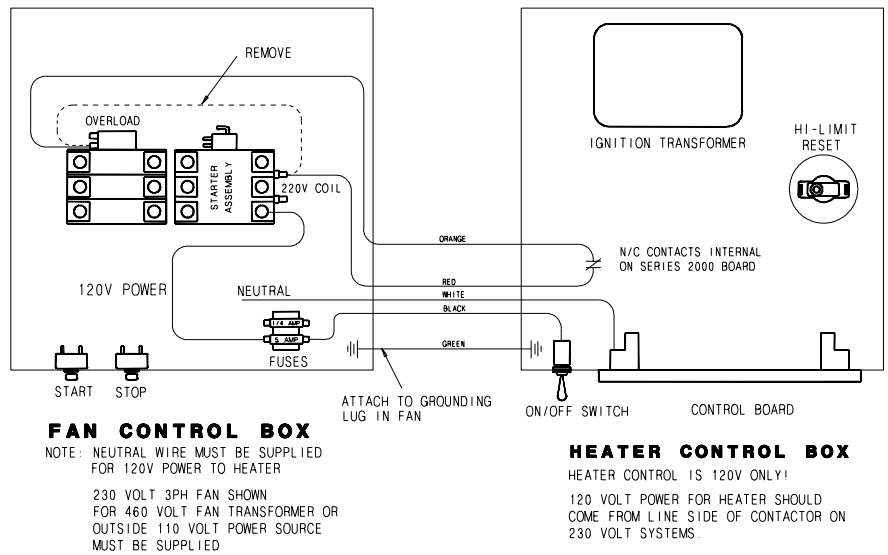 REMOVE
OVERLOAD
STARTER
ASSEMBLY
220V COIL
120V POWER
NEUTRAL
1/4 AMP
5 AMP
FUSES
START
STOP
ORANGE
RED
WHITE
BLACK
GREEN
ATTACH TO GROUNDING
LUG IN FAN
IGNITION TRANSFORMER
HI-LIMIT
RESET
N/C CONTACTS INTERNAL
ON SERIES 2000 BOARD
ON/OFF SWITCH
CONTROL BOARD
FAN CONTROL BOX
NOTE: NEUTRAL WIRE MUST BE SUPPLIED
FOR 120V POWER TO HEATER
230 VOLT 3PH FAN SHOWN
FOR 460 VOLT FAN TRANSFORMER OR
OUTSIDE 110 VOLT POWER SOURCE
MUST BE SUPPLIED
HEATER CONTROL BOX
HEATER CONTROL IS 120V ONLY!
120 VOLT POWER FOR HEATER SHOULD
COME FROM LINE SIDE OF CONTACTOR ON
230 VOLT SYSTEMS.